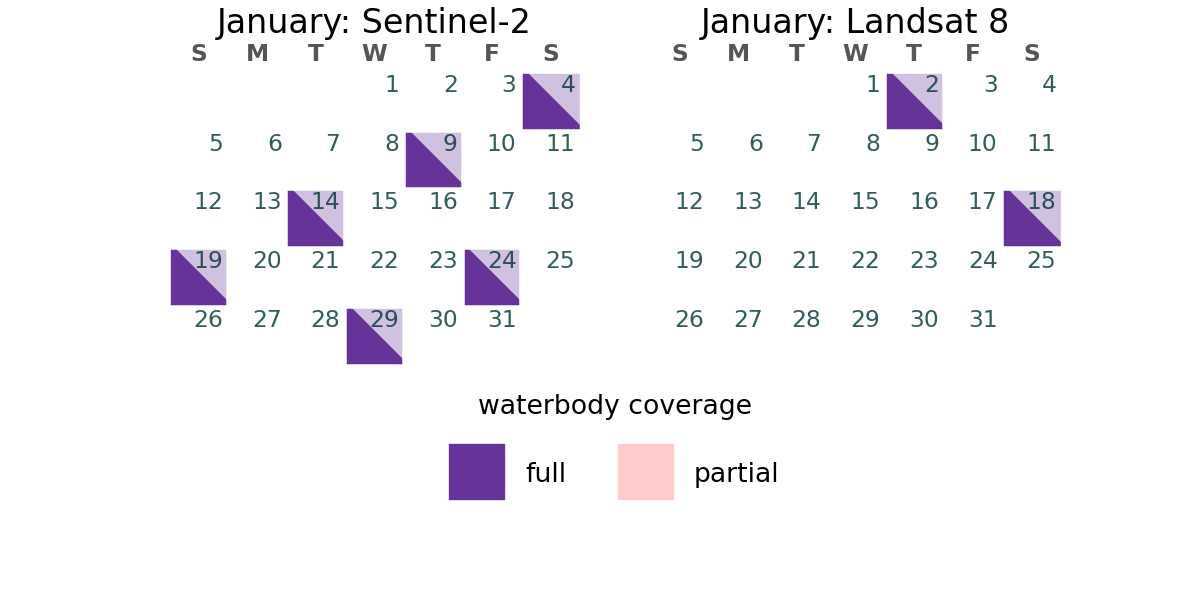 January: Sentinel-2
S M T W T F S
1 2 3 4
5 6 7 8 9 10 11
12 13 14 15 16 17 18
19 20 21 22 23 24 25
26 27 28 29 30 31
January: Landsat 8
S M T W T F S
1 2 3 4
5 6 7 8 9 10 11
12 13 14 15 16 17 18
19 20 21 22 23 24 25
26 27 28 29 30 31
waterbody coverage
full partial